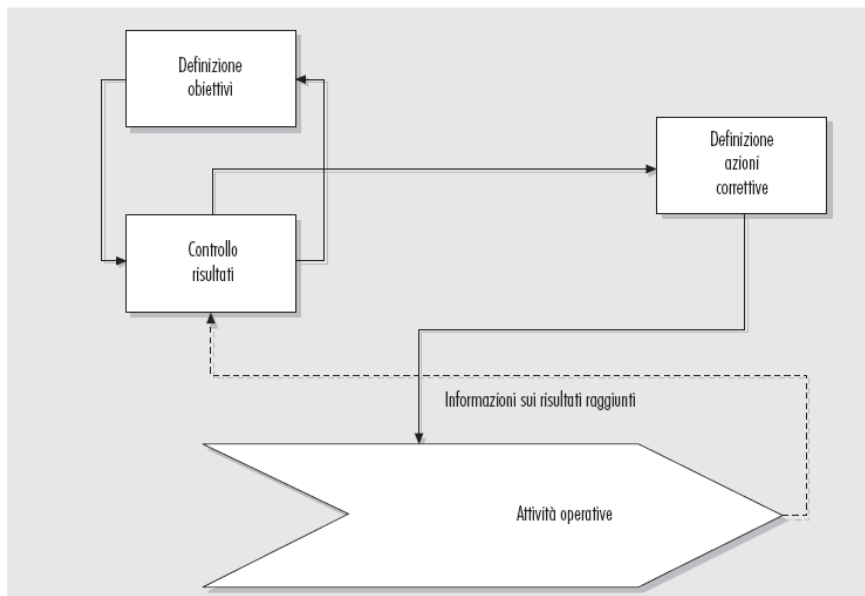 Definizione
obiettivi
Definizione
azioni
correttive
Controllo
risultati
Informazioni sui risultati raggiunti
Attività operative